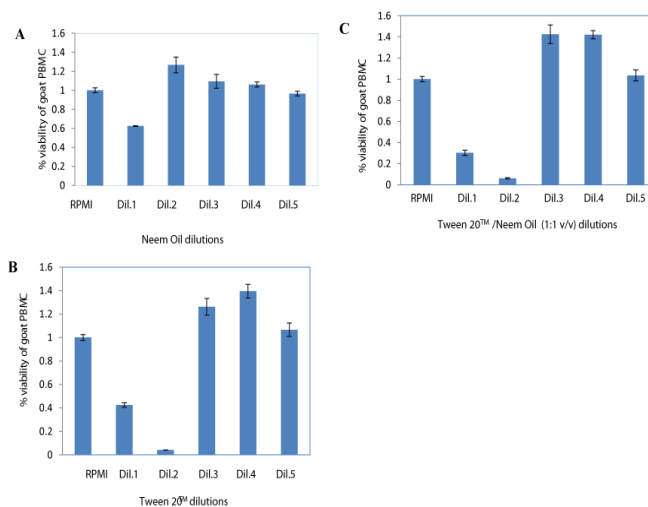 A
% viability of goat PBMC
1.6
1.4
1.2
1
0.8
0.6
0.4
0.2
0
RPMI Dil.1 Dil.2 Dil.3 Dil.4 Dil.5
Neem Oil dilutions
B
% viability of goat PBMC
1.6
1.4
1.2
1
0.8
0.6
0.4
0.2
0
RPMI Dil.1 Dil.2 Dil.3 Dil.4 Dil.5
Tween 20TM dilutions
C
% viability of goat PBMC
1.6
1.4
1.2
1
0.8
0.6
0.4
0.2
0
RPMI Dil.1 Dil.2 Dil.3 Dil.4 Dil.5
Tween 20TM /Neem Oil (1:1 v/v) dilutions